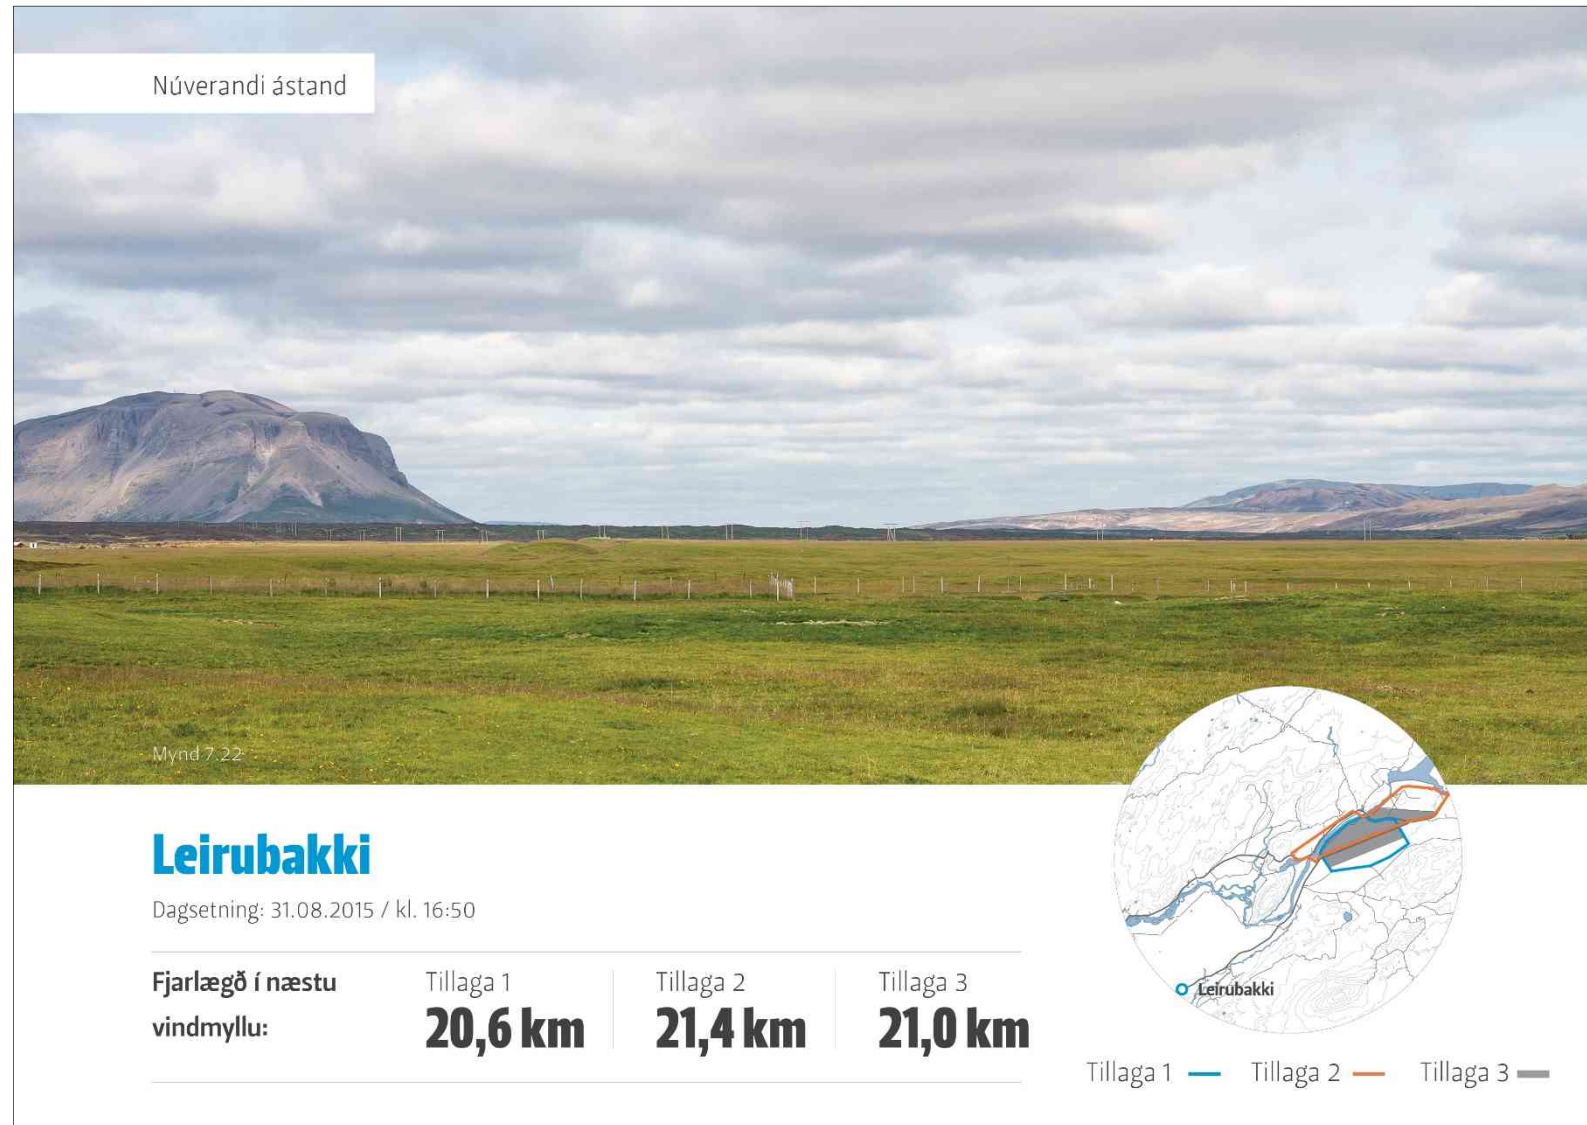 Núverandi ástand
Mynd 7.22
Leirubakki
Dagsetning: 31.08.2015 / kl. 16:50
Fjarlægð í næstu
vindmyllu:
Tillaga 1
20,6 km
Tillaga 2
21,4 km
Tillaga 3
21,0 km
Leirubakki
Tillaga 1
Tillaga 2
Tillaga 3